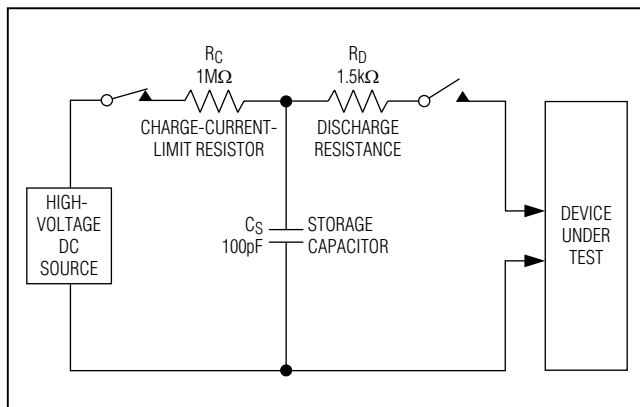 RC
1MΩ
CHARGE-CURRENT-
LIMIT RESISTOR
RD
1.5kΩ
DISCHARGE
RESISTANCE
HIGH-
VOLTAGE
DC
SOURCE
CS
100pF
STORAGE
CAPACITOR
DEVICE
UNDER
TEST